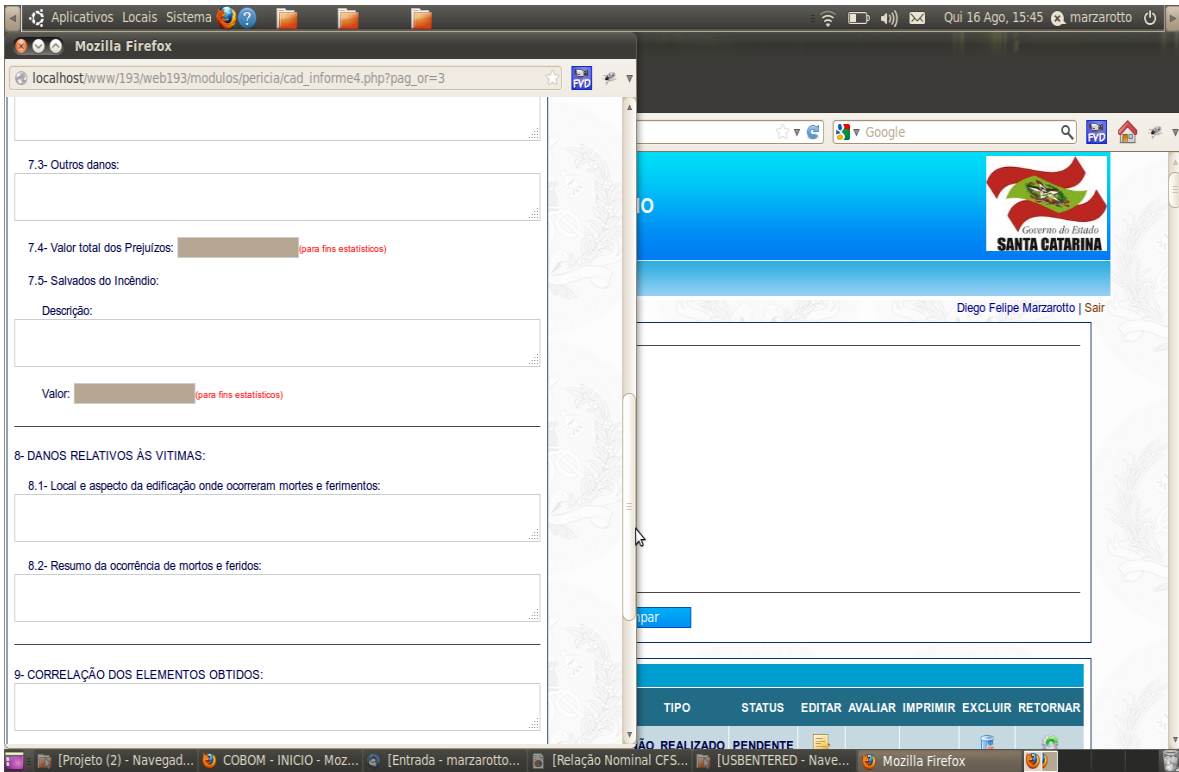 Aplicativos Locais Sistema
Qui 16 Ago, 15:45 marzarotto
Mozilla Firefox
localhost/www/193/web193/modulos/pericia/cad_informe4.php?pag_or=3
FVD
Google
FVD
7.3- Outros danos:
7.4- Valor total dos Prejuízos: (para fins estatísticos)
7.5- Salvados do Incêndio:
Descrição:
Valor: (para fins estatísticos)
8- DANOS RELATIVOS ÀS VITIMAS:
8.1- Local e aspecto da edificação onde ocorreram mortes e ferimentos:
8.2- Resumo da ocorrência de mortos e feridos:
9- CORRELAÇÃO DOS ELEMENTOS OBTIDOS:
IO
Governo do Estado
SANTA CATARINA
Diego Felipe Marzarotto | Sair
npar
TIPO STATUS EDITAR AVALIAR IMPRIMIR EXCLUIR RETORNAR
ÃO REALIZADO PENDENTE
[Projeto (2) - Navegad... COBOM - INICIO - Moz... [Entrada - marzarotto... [Relação Nominal CFS... [USBENTERED - Nave... Mozilla Firefox